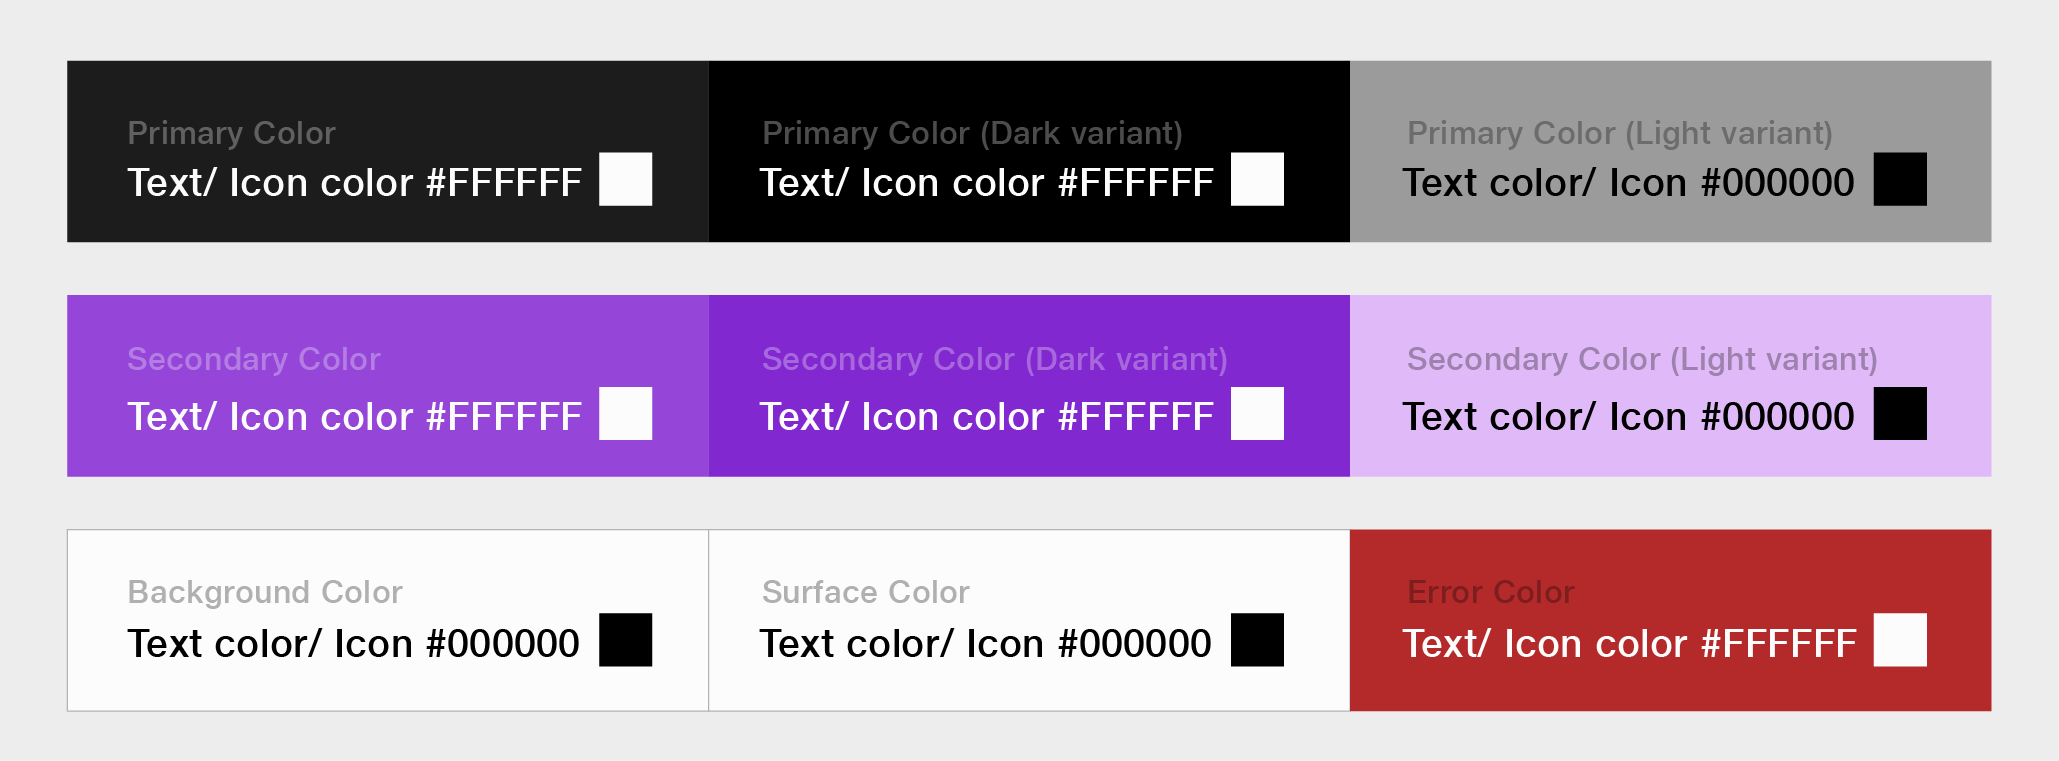 Primary Color
Text/ Icon color #FFFFFF
Primary Color (Dark variant)
Text/ Icon color #FFFFFF
Primary Color (Light variant)
Text color/ Icon #000000
Secondary Color
Text/ Icon color #FFFFFF
Secondary Color (Dark variant)
Text/ Icon color #FFFFFF
Secondary Color (Light variant)
Text color/ Icon #000000
Background Color
Text color/ Icon #000000
Surface Color
Text color/ Icon #000000
Error Color
Text/ Icon color #FFFFFF